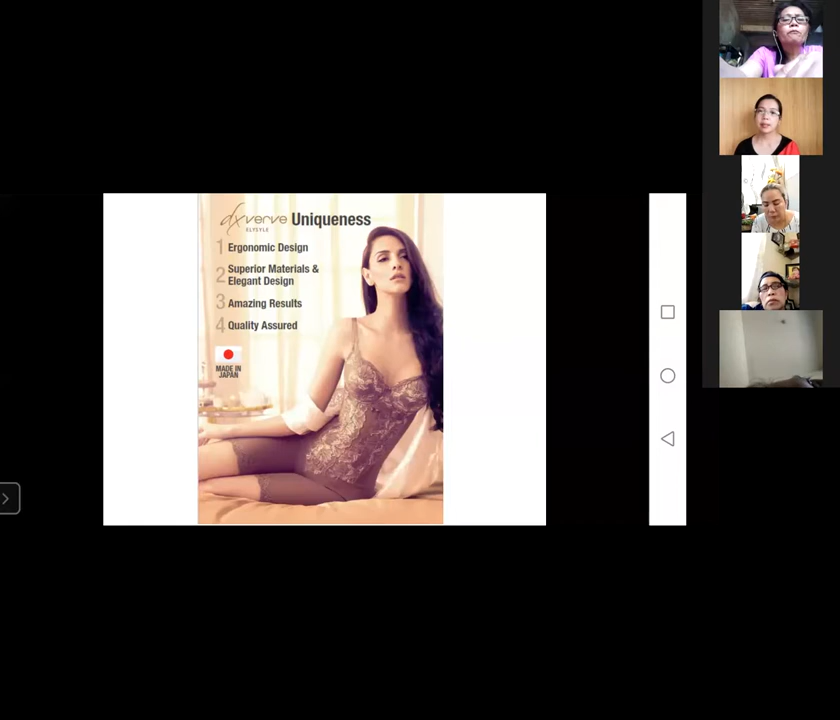 dxverve Uniqueness
ELYSYLE
1 Ergonomic Design
2 Superior Materials &
Elegant Design
3 Amazing Results
4 Quality Assured
MADE IN
JAPAN